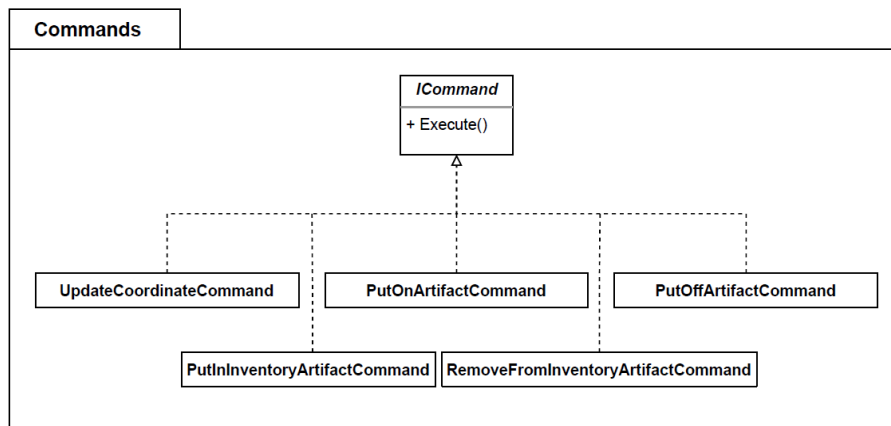 Commands
ICommand
+ Execute()
UpdateCoordinateCommand
PutOnArtifactCommand
PutOffArtifactCommand
PutInInventoryArtifactCommand
RemoveFromInventoryArtifactCommand